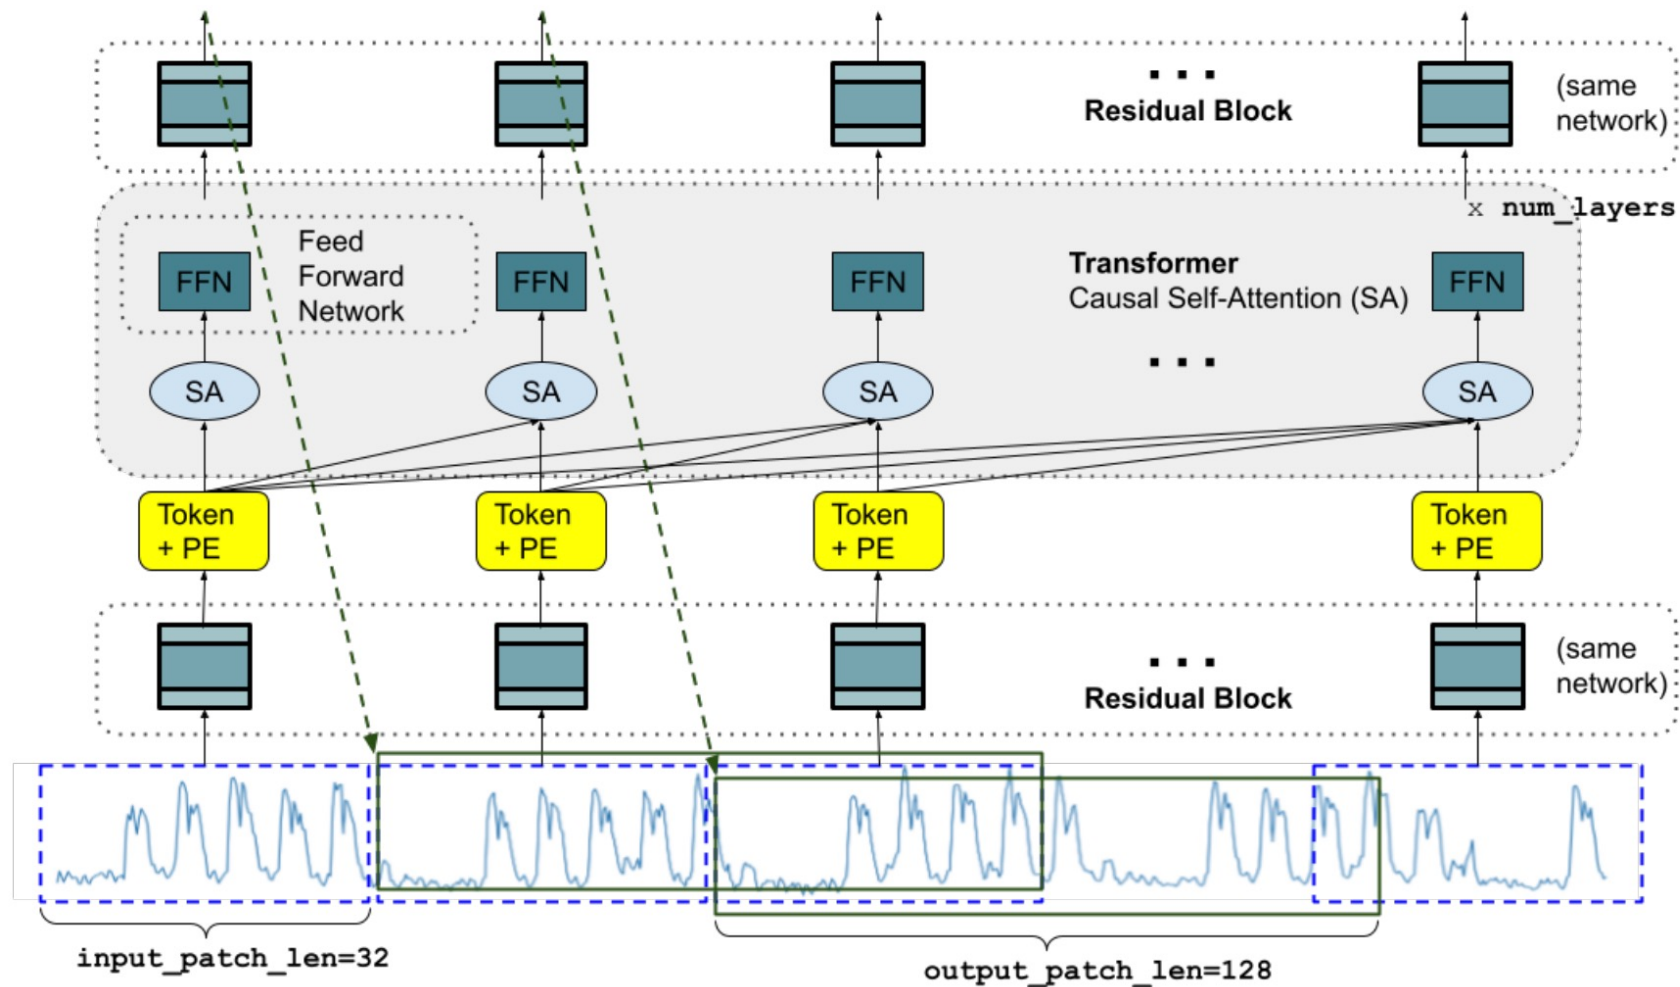 . . .
Residual Block
(same
network)
x num_layers
Feed
Forward
Network
FFN
FFN
FFN
FFN
Transformer
Causal Self-Attention (SA)
. . .
SA
SA
SA
SA
Token
+ PE
Token
+ PE
Token
+ PE
Token
+ PE
. . .
Residual Block
(same
network)
input_patch_len=32
output_patch_len=128